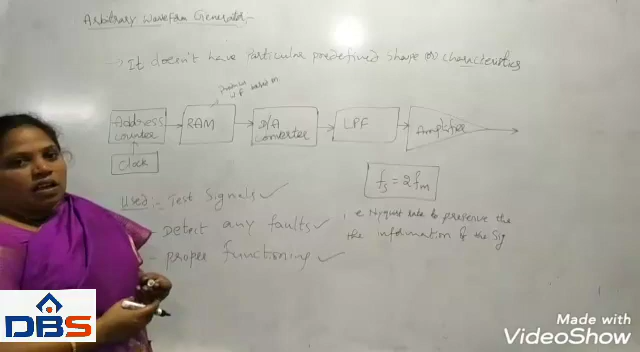 Arbitrary Waveform Generator -
→ It doesn't have particular predefined shape (or) characteristics
Address counter
RAM
D/A converter
LPF
Amplifier
clock
fs = 2fm
Used :- Test Signals ✓
- Detect any faults ✓
- proper functioning ✓
i.e Nyquist rate to preserve the
the information of the sig
DBS
Made with
VideoShow